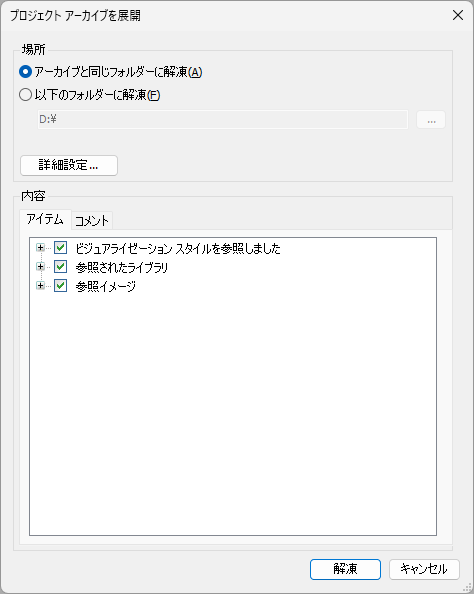 プロジェクト アーカイブを展開
場所
アーカイブと同じフォルダーに解凍(A)
以下のフォルダーに解凍(F)
D:¥
...
詳細設定...
内容
アイテム
コメント
ビジュアライゼーション スタイルを参照しました
参照されたライブラリ
参照イメージ
解凍
キャンセル